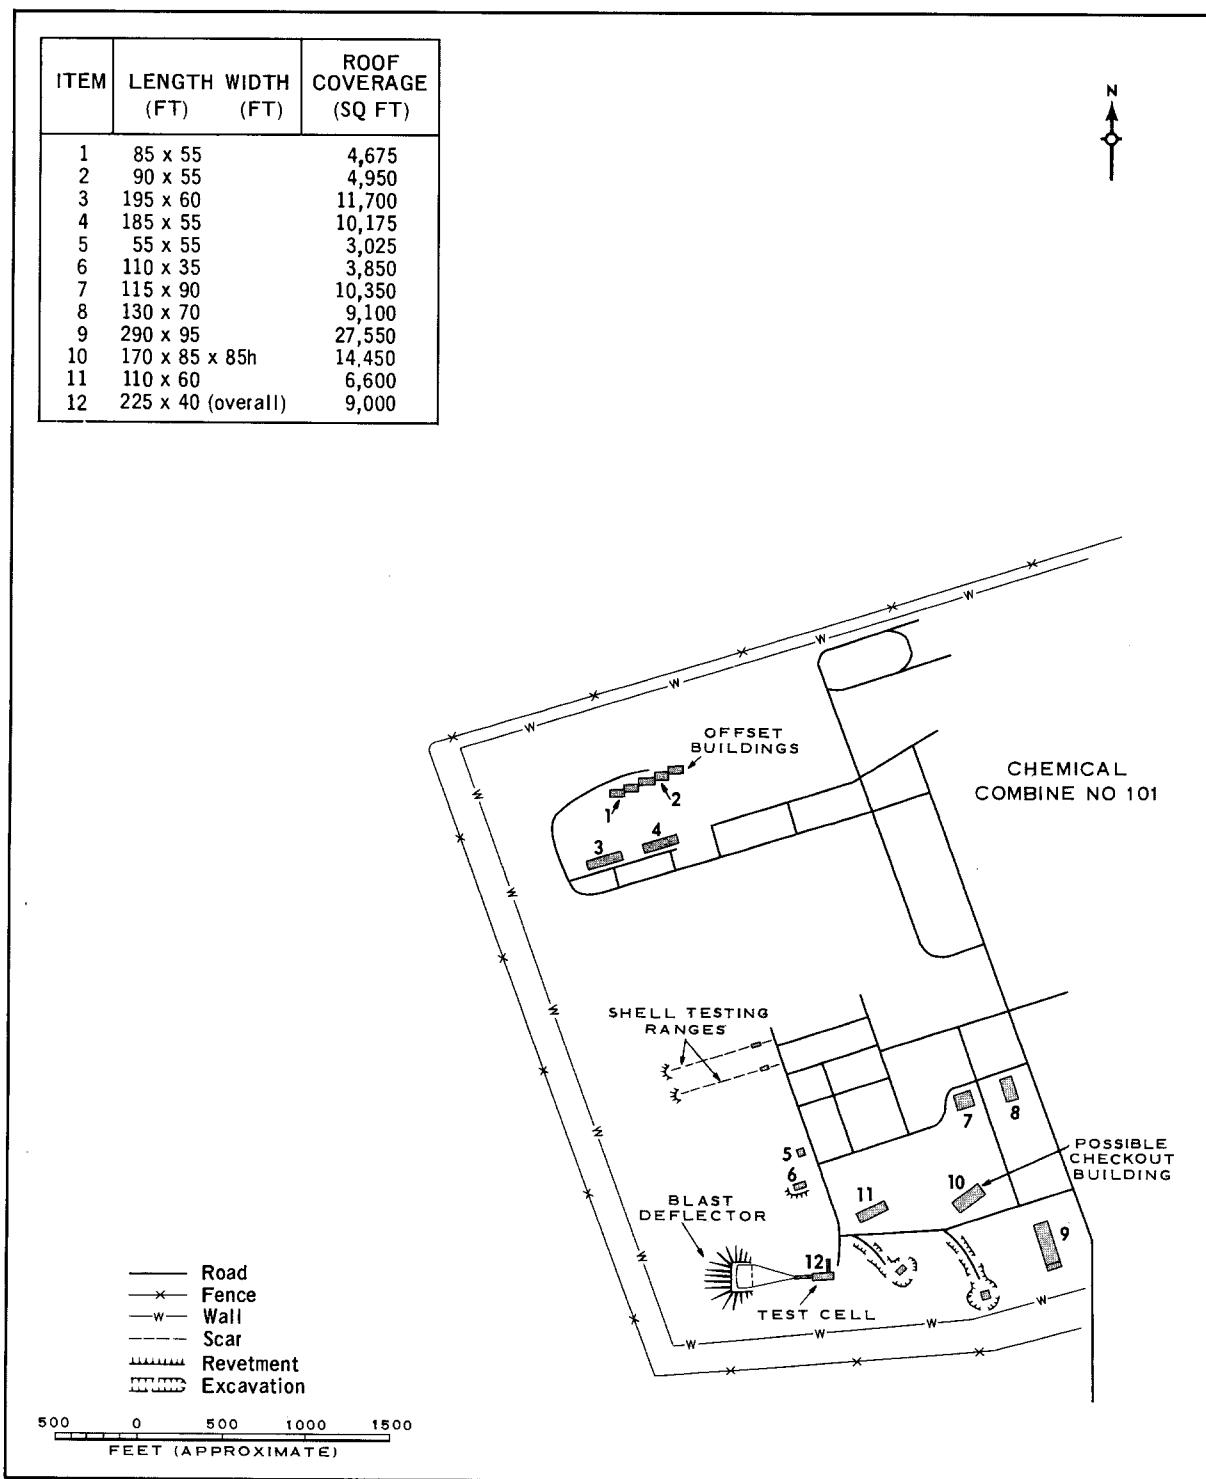 ITEM LENGTH WIDTH ROOF COVERAGE
(FT) (FT) (SQ FT)
1 85 x 55 4,675
2 90 x 55 4,950
3 195 x 60 11,700
4 185 x 55 10,175
5 55 x 55 3,025
6 110 x 35 3,850
7 115 x 90 10,350
8 130 x 70 9,100
9 290 x 95 27,550
10 170 x 85 x 85h 14,450
11 110 x 60 6,600
12 225 x 40 (overall) 9,000
N
W
W
W
W
W
OFFSET
BUILDINGS
1
2
3
4
CHEMICAL
COMBINE NO 101
W
W
W
W
W
SHELL TESTING
RANGES
5
6
7
8
POSSIBLE
CHECKOUT
BUILDING
10
11
9
BLAST
DEFLECTOR
12
TEST CELL
W
W
W
W
Road
Fence
W Wall
Scar
Revetment
Excavation
500 0 500 1000 1500
FEET (APPROXIMATE)